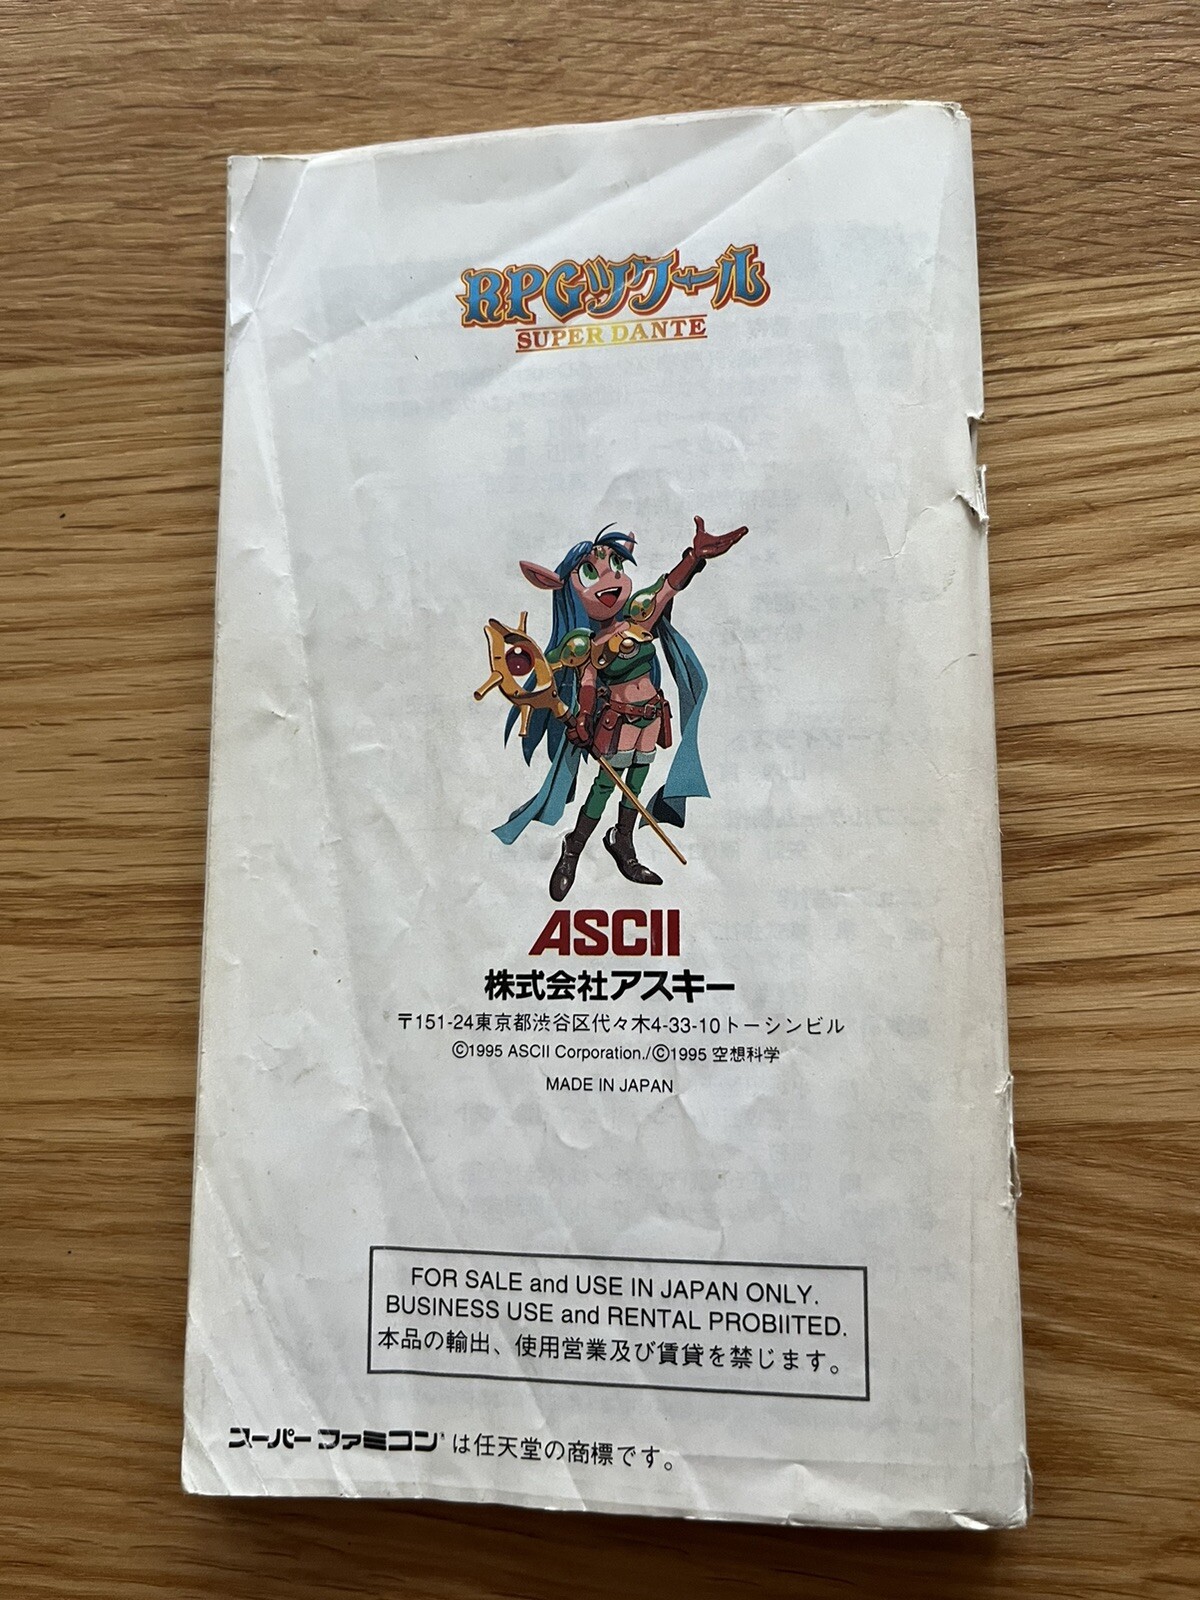 RPGツクール
SUPER DANTE
ASCII
株式会社アスキー
〒151-24東京都渋谷区代々木4-33-10トーシンビル
©1995 ASCII Corporation./©1995 空想科学
MADE IN JAPAN
FOR SALE and USE IN JAPAN ONLY.
BUSINESS USE and RENTAL PROBIITED.
本品の輸出、使用営業及び賃貸を禁じます。
スーパーファミコン® は任天堂の商標です。